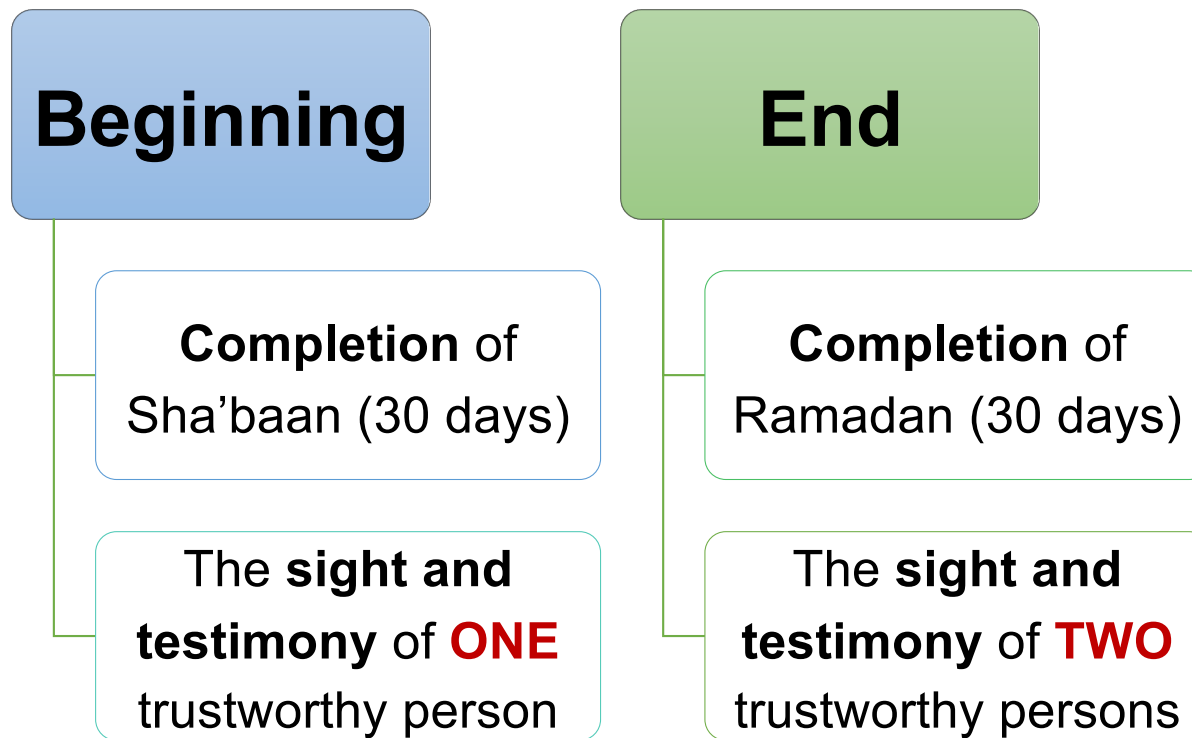 Beginning
Completion of
Sha’baan (30 days)
The sight and
testimony of ONE
trustworthy person
End
Completion of
Ramadan (30 days)
The sight and
testimony of TWO
trustworthy persons